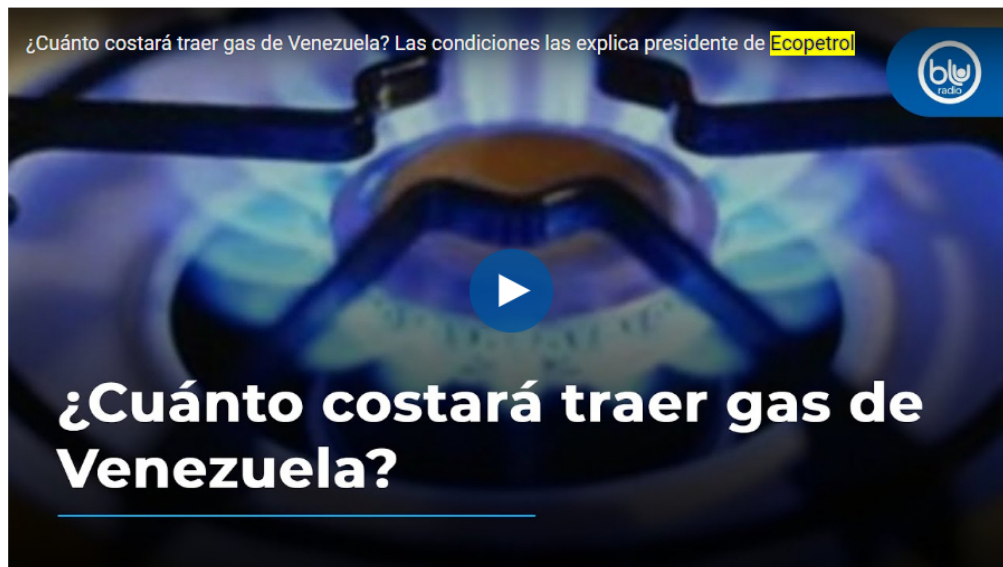 ¿Cuánto costará traer gas de Venezuela? Las condiciones las explica presidente de Ecopetrol
blu
radio
¿Cuánto costará traer gas de
Venezuela?